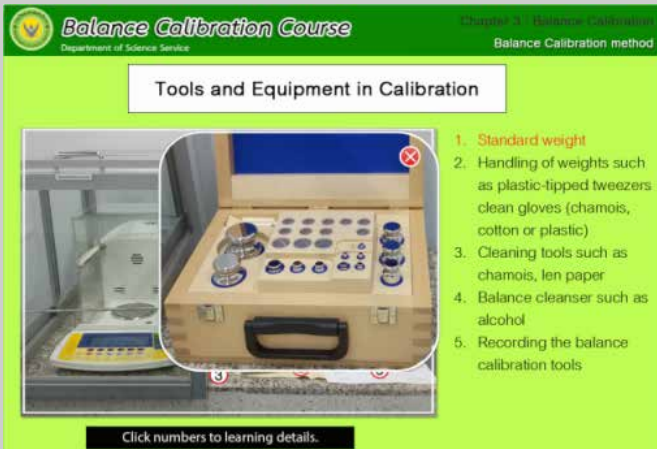 Balance Calibration Course
Department of Science Service
Chapter 3 : Balance Calibration
Balance Calibration method
Tools and Equipment in Calibration
1. Standard weight
2. Handling of weights such
as plastic-tipped tweezers
clean gloves (chamois,
cotton or plastic)
3. Cleaning tools such as
chamois, len paper
4. Balance cleanser such as
alcohol
5. Recording the balance
calibration tools
3
Click numbers to learning details.